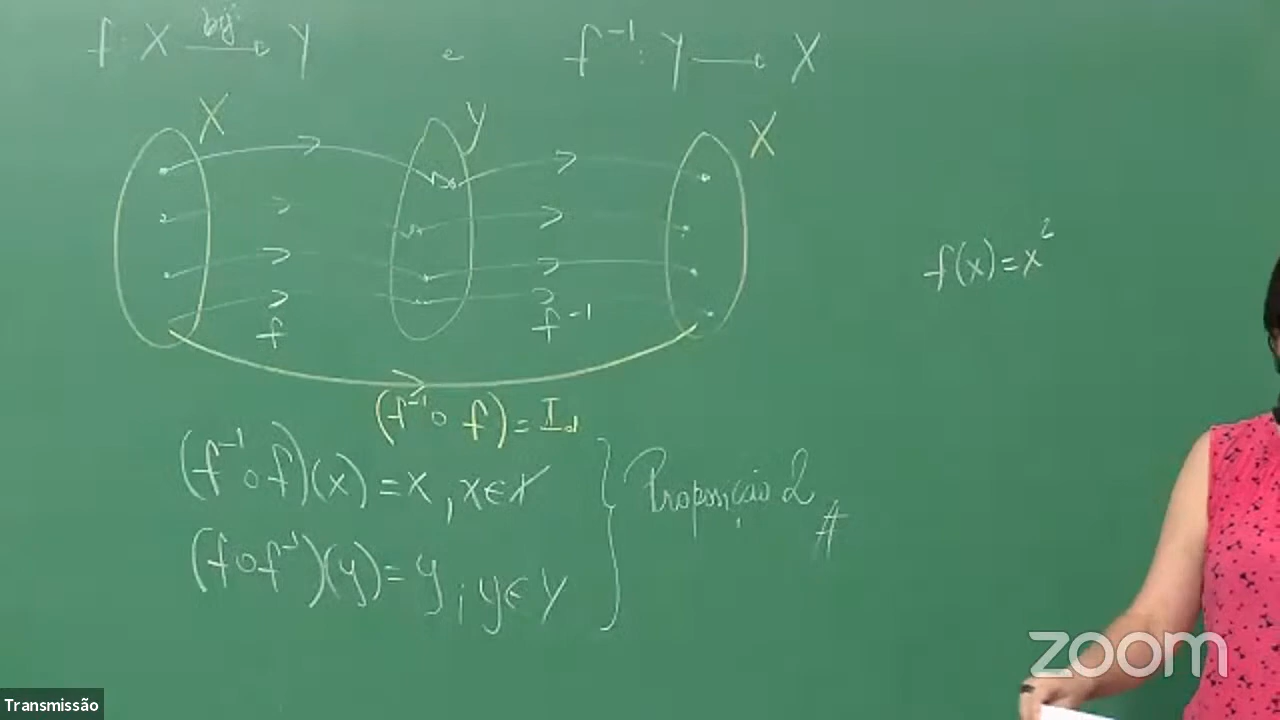 f: X bij→ Y e f⁻¹: Y → X
X Y X
f(x)=x²
f f⁻¹
(f⁻¹ o f) = Id
(f⁻¹ o f)(x) = x, x ∈ X
Proposição 2 #
(f o f⁻¹)(y) = y, y ∈ Y
zoom
Transmissão